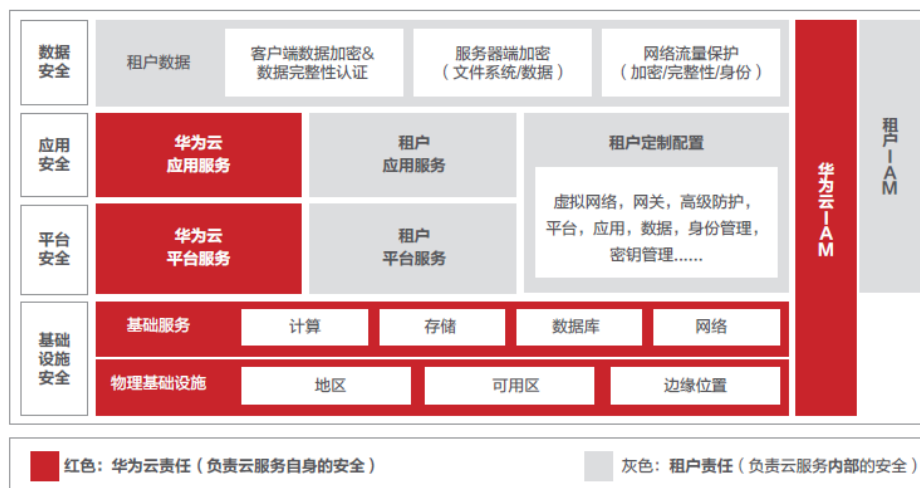 数据
安全
租户数据
客户端数据加密&
数据完整性认证
服务器端加密
（文件系统/数据）
网络流量保护
（加密/完整性/身份）
应用
安全
华为云
应用服务
租户
应用服务
租户定制配置
虚拟网络，网关，高级防护，
平台，应用，数据，身份管理，
密钥管理......
平台
安全
华为云
平台服务
租户
平台服务
华为云IAM
租户IAM
基础
设施
安全
基础服务
计算
存储
数据库
网络
物理基础设施
地区
可用区
边缘位置
红色：华为云责任（负责云服务自身的安全）
灰色：租户责任（负责云服务内部的安全）